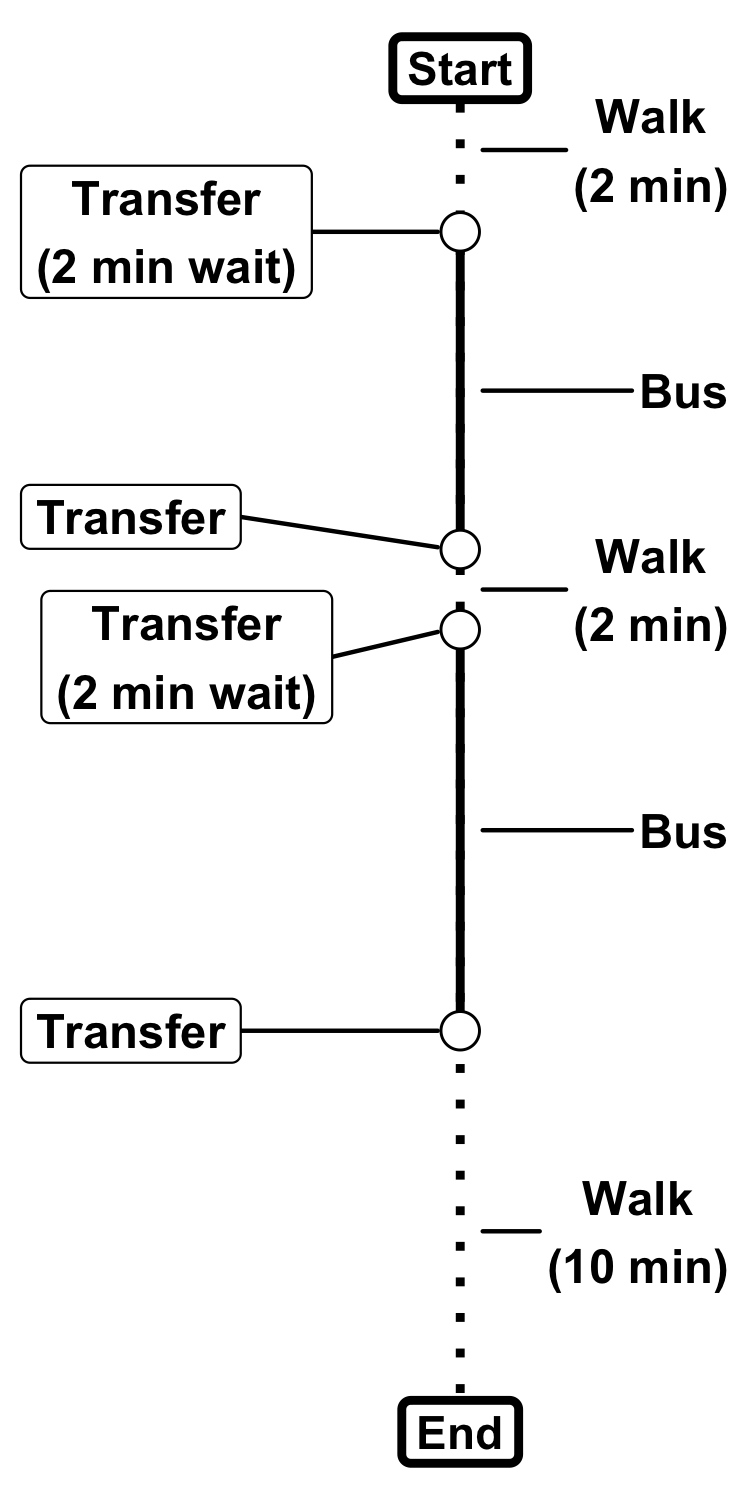 Start
Walk
(2 min)
Transfer
(2 min wait)
Bus
Transfer
Walk
(2 min)
Transfer
(2 min wait)
Bus
Transfer
Walk
(10 min)
End